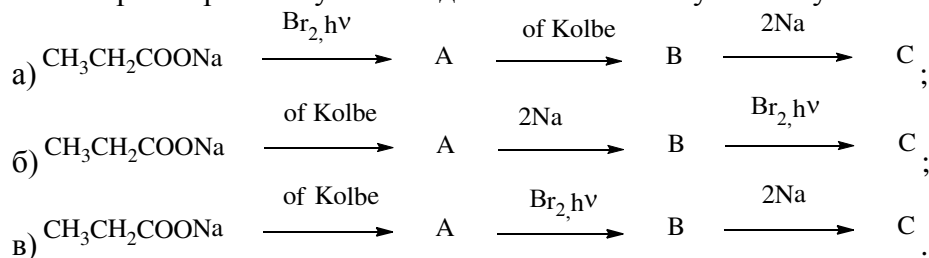 Br2,hν of Kolbe 2Na
а) CH3CH2COONa A B C ;
of Kolbe 2Na Br2,hν
б) CH3CH2COONa A B C ;
of Kolbe Br2,hν 2Na
в) CH3CH2COONa A B C .